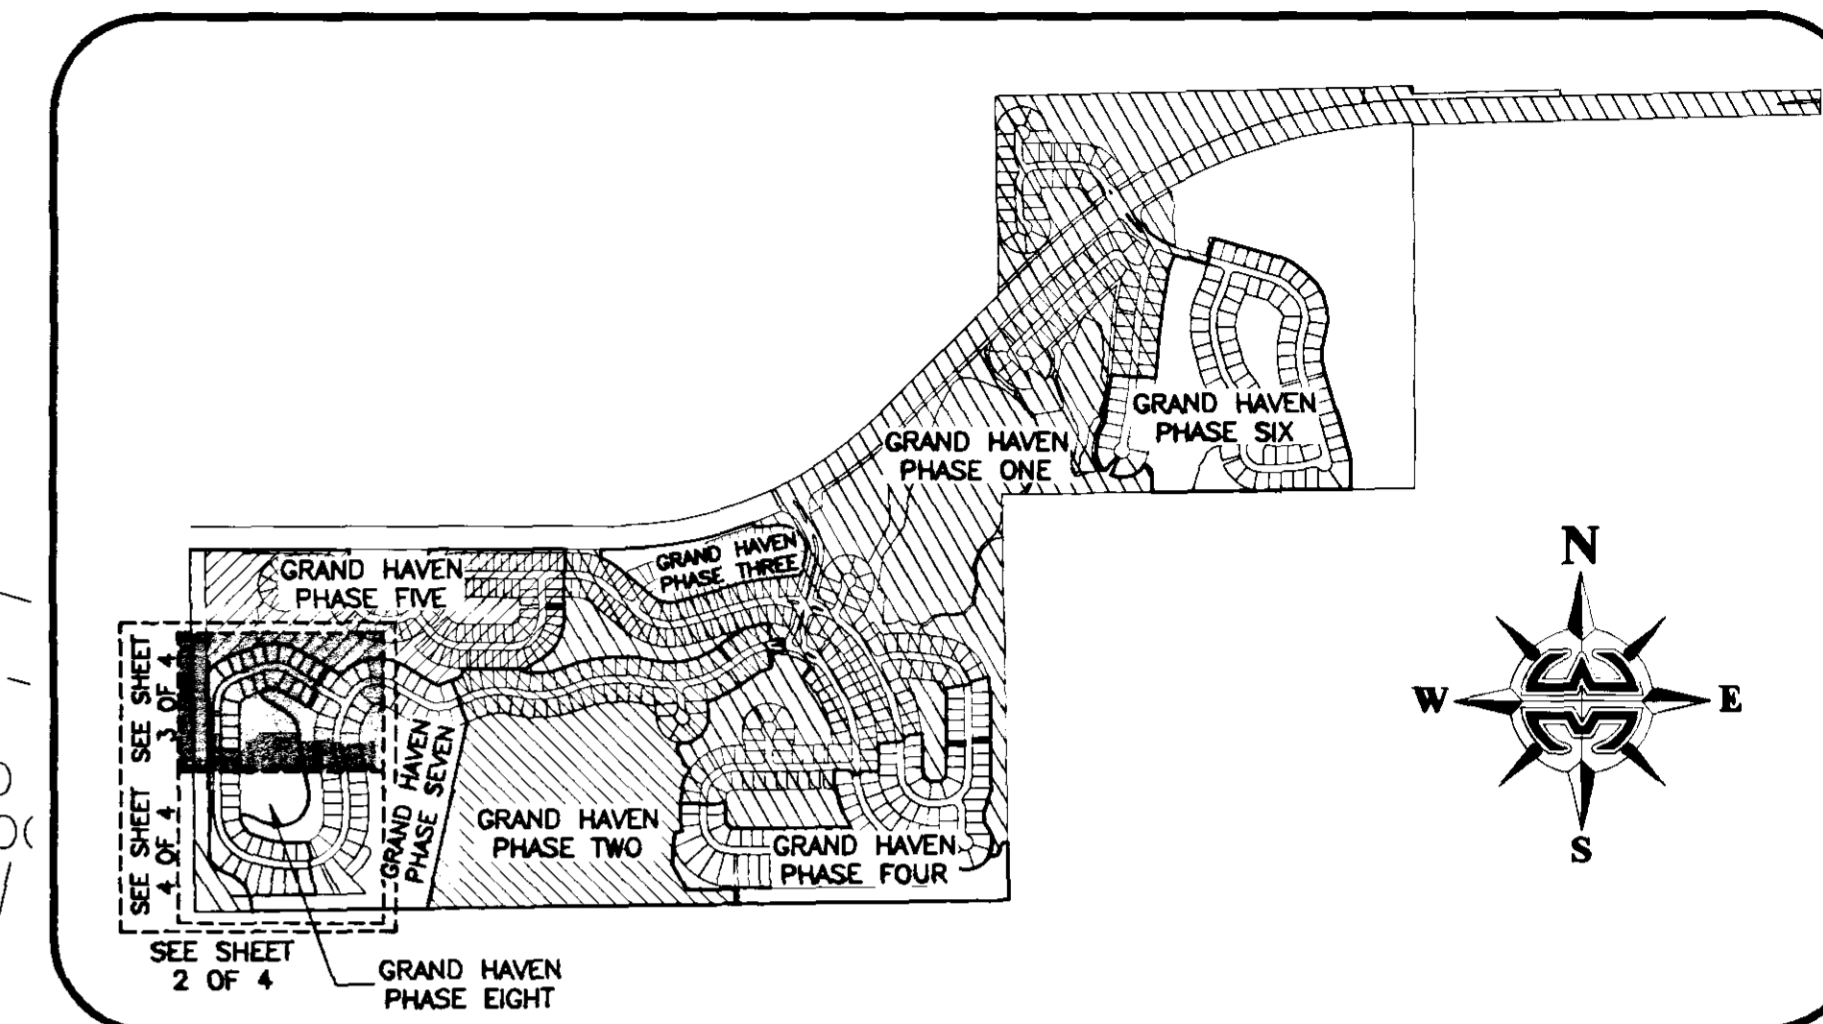 GRAND HAVEN
PHASE SIX
GRAND HAVEN
PHASE ONE
GRAND HAVEN
PHASE THREE
GRAND HAVEN
PHASE FIVE
N
W
E
S
SEE SHEET
3 OF 4
SEE SHEET
4 OF 4
GRAND HAVEN
PHASE SEVEN
GRAND HAVEN
PHASE TWO
GRAND HAVEN
PHASE FOUR
SEE SHEET
2 OF 4
GRAND HAVEN
PHASE EIGHT